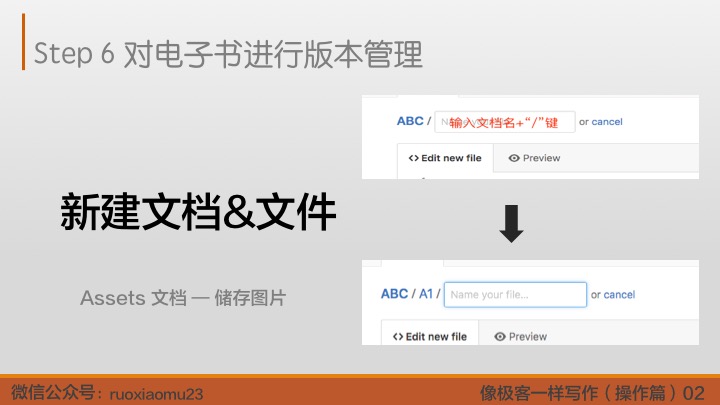 Step 6 对电子书进行版本管理
ABC / 输入文档名+“/”键 or cancel
<> Edit new file Preview
新建文档&文件
Assets 文档 — 储存图片
ABC / A1 / Name your file... or cancel
<> Edit new file Preview
微信公众号：ruoxiaomu23
像极客一样写作（操作篇）02